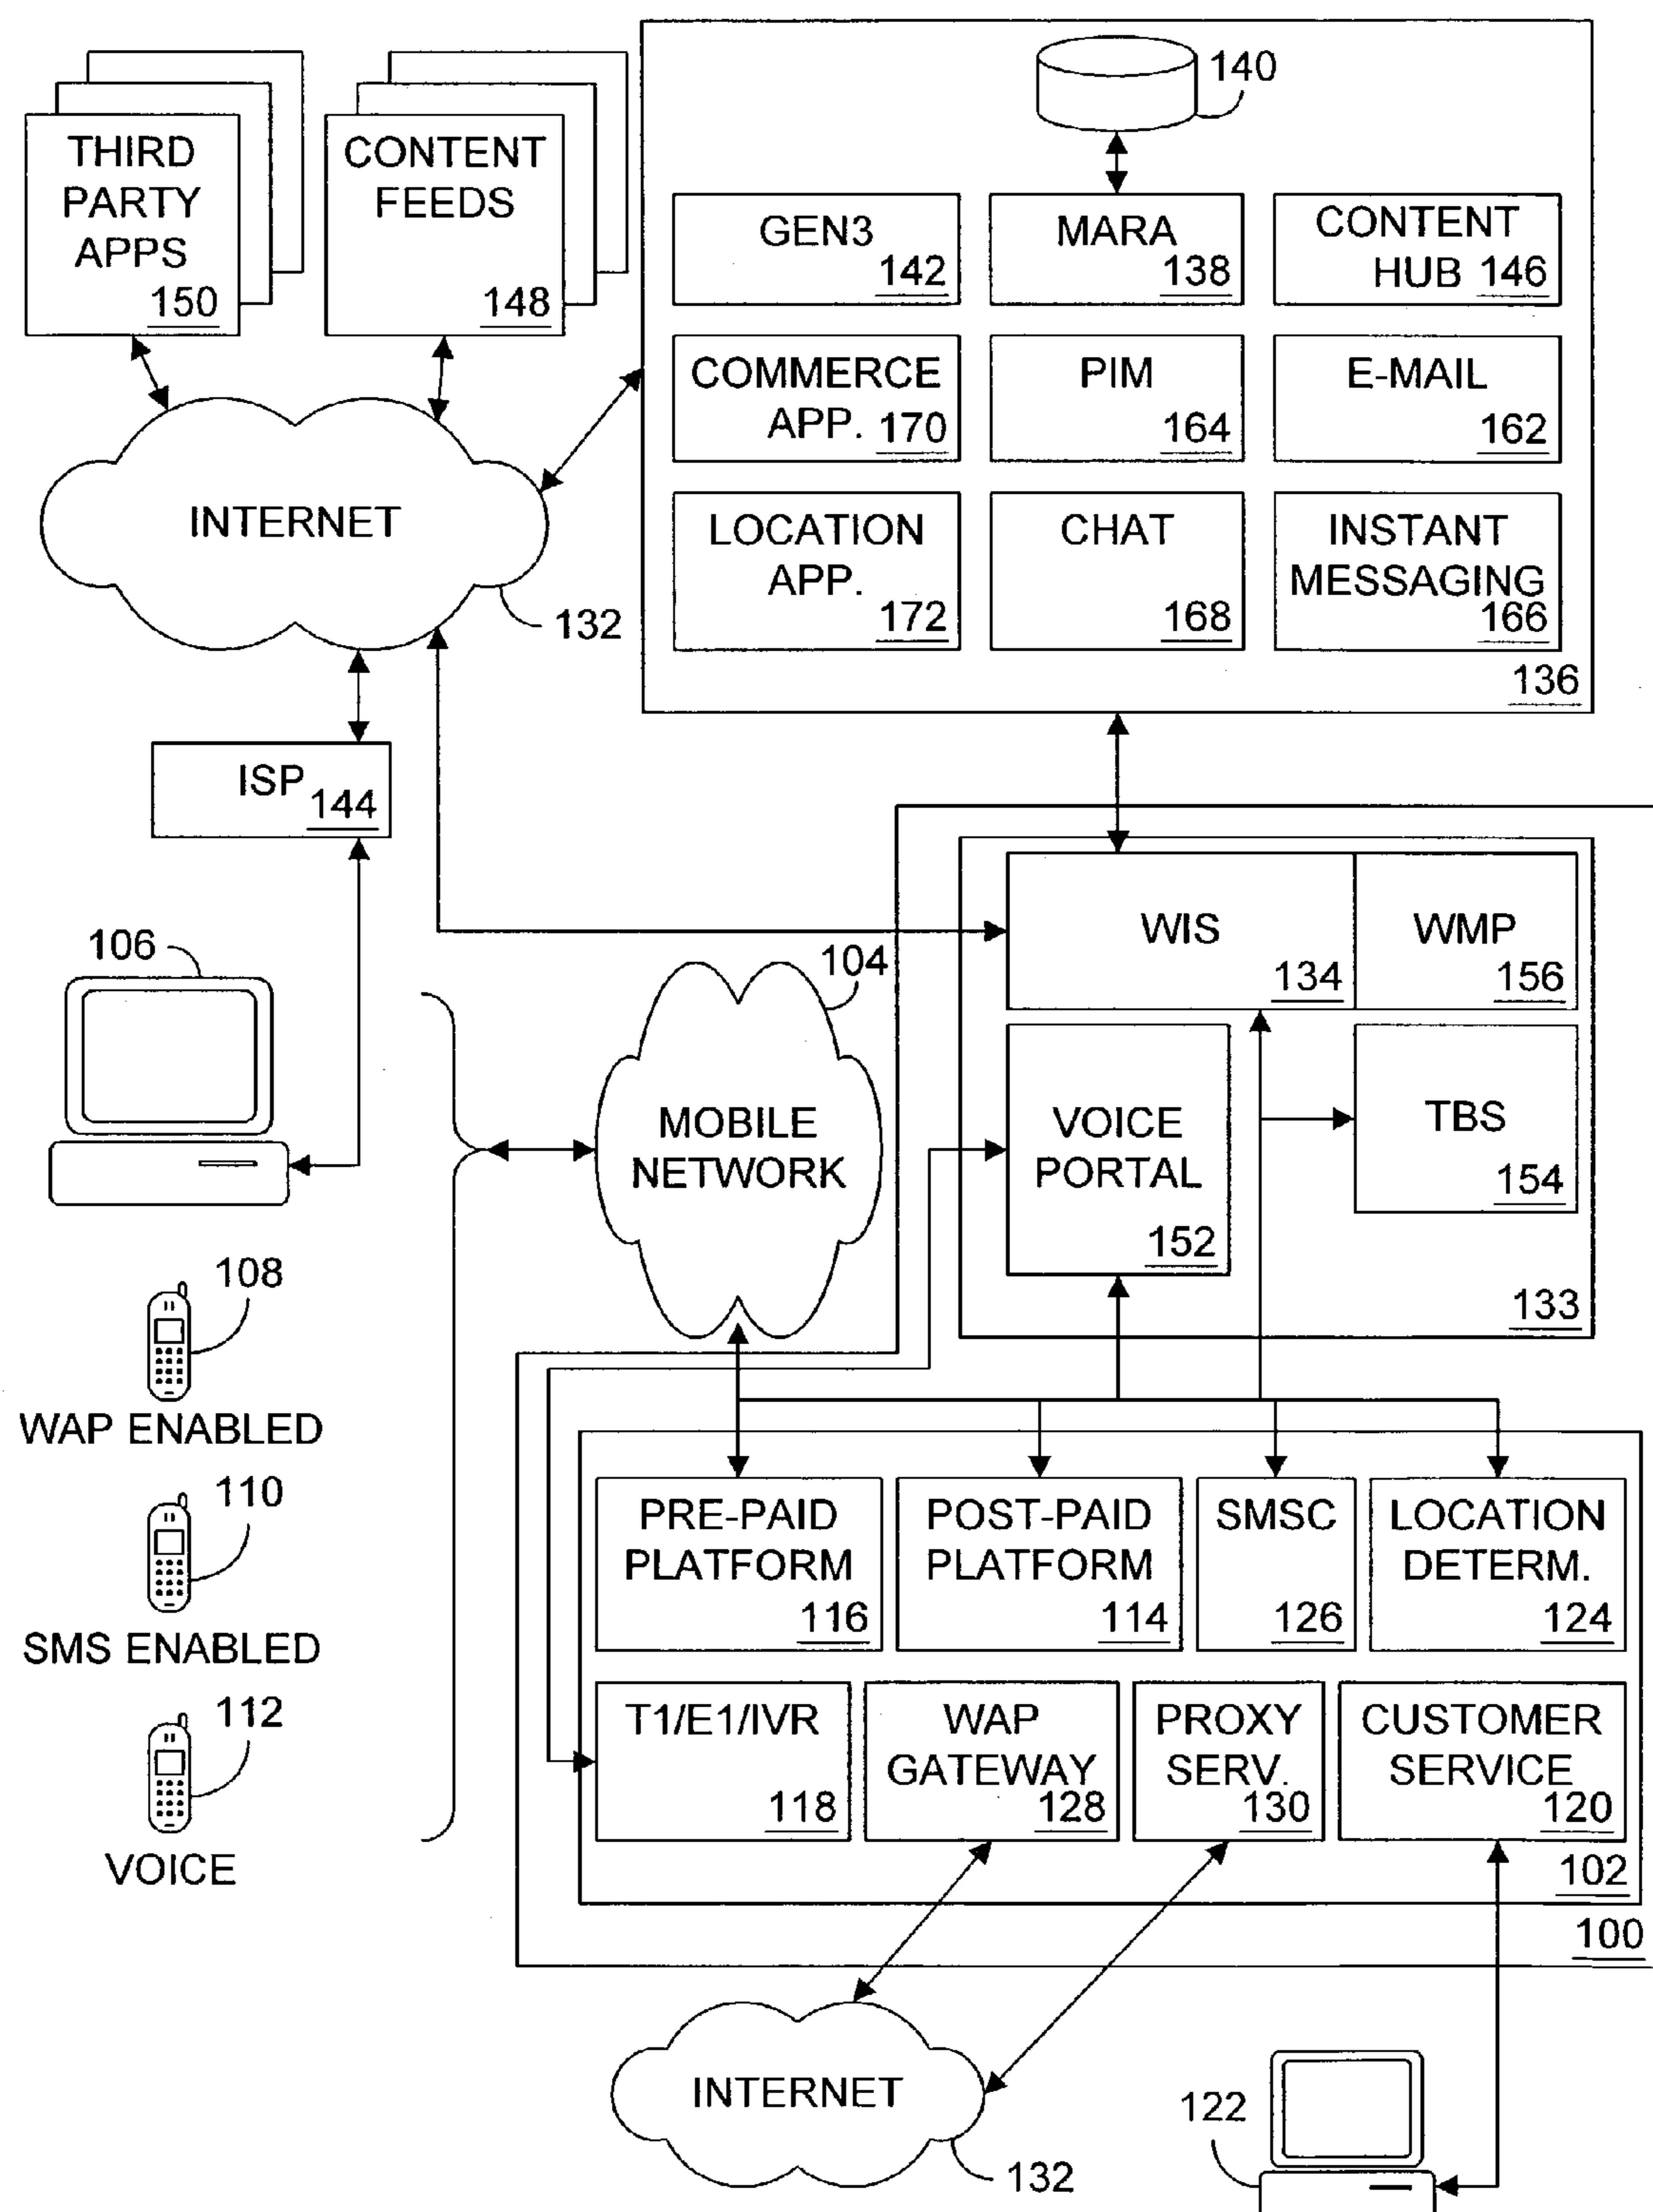 140
THIRD
PARTY
APPS
150
CONTENT
FEEDS
148
GEN3
142
MARA
138
CONTENT
HUB 146
COMMERCE
APP. 170
PIM
164
E-MAIL
162
LOCATION
APP.
172
CHAT
168
INSTANT
MESSAGING
166
136
INTERNET
132
ISP
144
WIS
134
WMP
156
VOICE
PORTAL
152
TBS
154
133
106
104
MOBILE
NETWORK
108
WAP ENABLED
110
SMS ENABLED
112
VOICE
PRE-PAID
PLATFORM
116
POST-PAID
PLATFORM
114
SMSC
126
LOCATION
DETERM.
124
T1/E1/IVR
118
WAP
GATEWAY
128
PROXY
SERV.
130
CUSTOMER
SERVICE
120
102
100
INTERNET
132
122